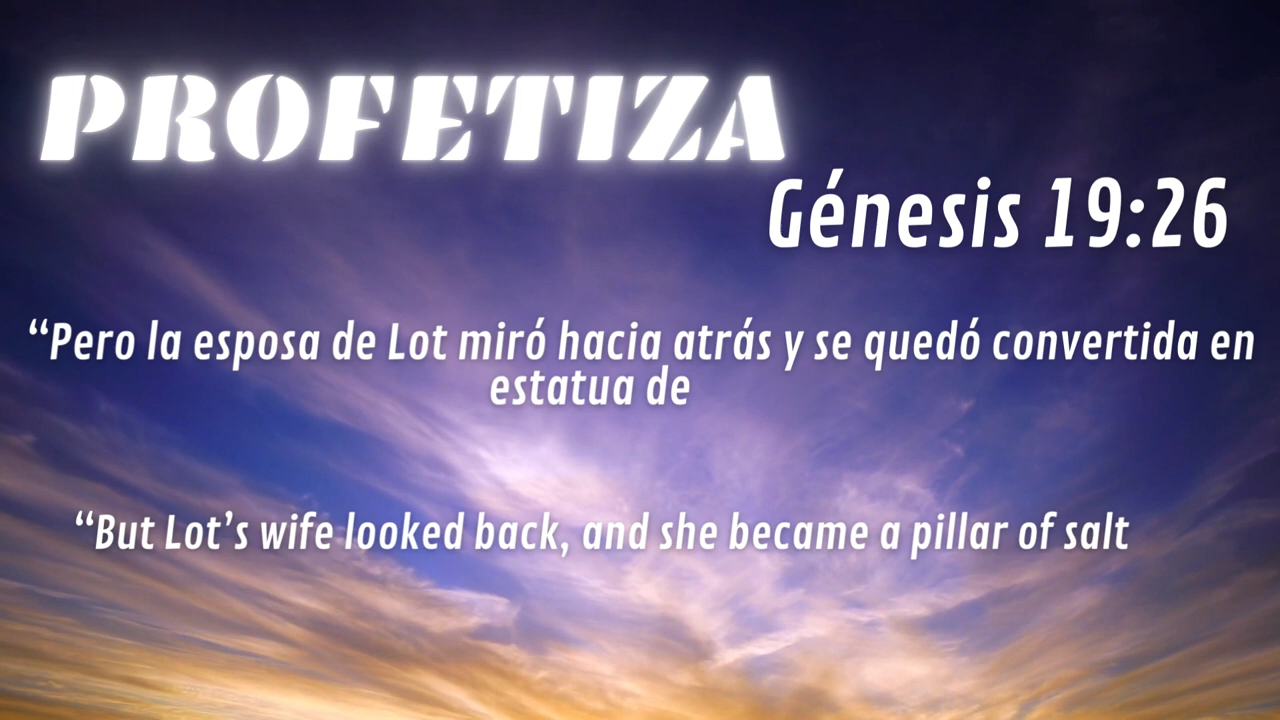 PROFETIZA
Génesis 19:26
“Pero la esposa de Lot miró hacia atrás y se quedó convertida en
estatua de
“But Lot’s wife looked back, and she became a pillar of salt